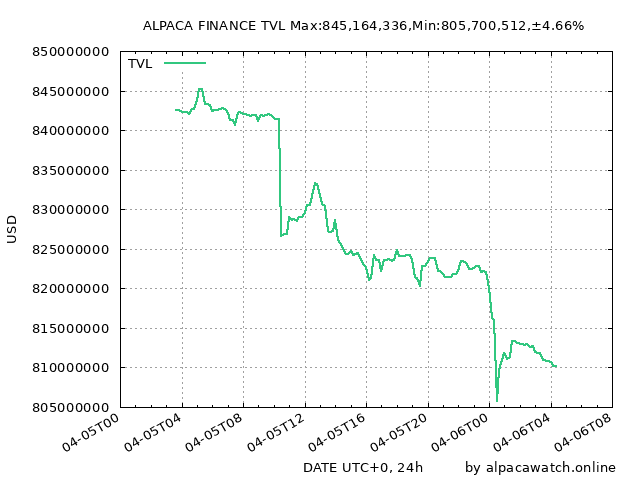 ALPACA FINANCE TVL Max:845,164,336,Min:805,700,512,±4.66%
850000000
TVL
845000000
840000000
835000000
830000000
USD
825000000
820000000
815000000
810000000
805000000
04-05T00
04-05T04
04-05T08
04-05T12
04-05T16
04-05T20
04-06T00
04-06T04
04-06T08
DATE UTC+0, 24h
by alpacawatch.online